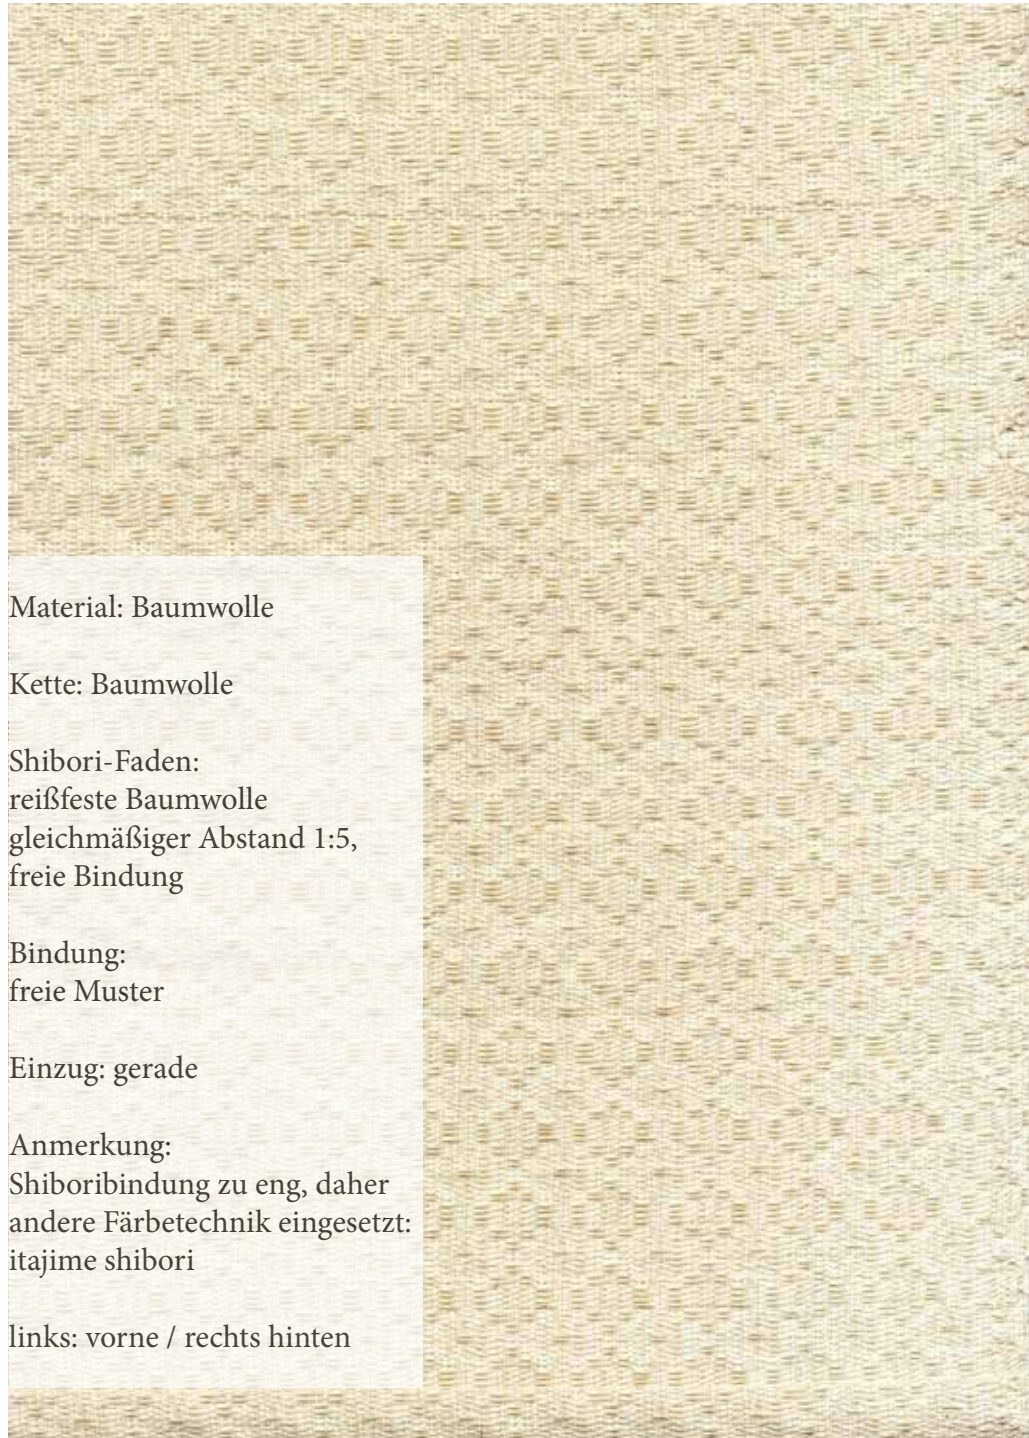 Material: Baumwolle
Kette: Baumwolle
Shibori-Faden:
reißfeste Baumwolle
gleichmäßiger Abstand 1:5,
freie Bindung
Bindung:
freie Muster
Einzug: gerade
Anmerkung:
Shiboribindung zu eng, daher
andere Färbetechnik eingesetzt:
itajime shibori
links: vorne / rechts hinten